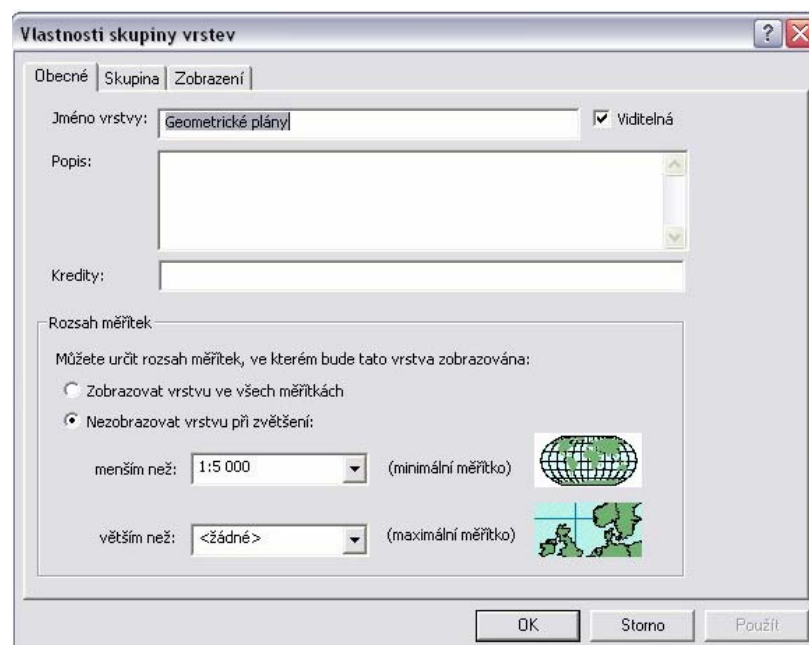 Vlastnosti skupiny vrstev
?
Obecné Skupina Zobrazení
Jméno vrstvy: Geometrické plány Viditelná
Popis:
Kredity:
Rozsah měřítek
Můžete určit rozsah měřítek, ve kterém bude tato vrstva zobrazována:
Zobrazovat vrstvu ve všech měřítkách
Nezobrazovat vrstvu při zvětšení:
menším než: 1:5 000 (minimální měřítko)
větším než: <žádné> (maximální měřítko)
OK Storno Použít